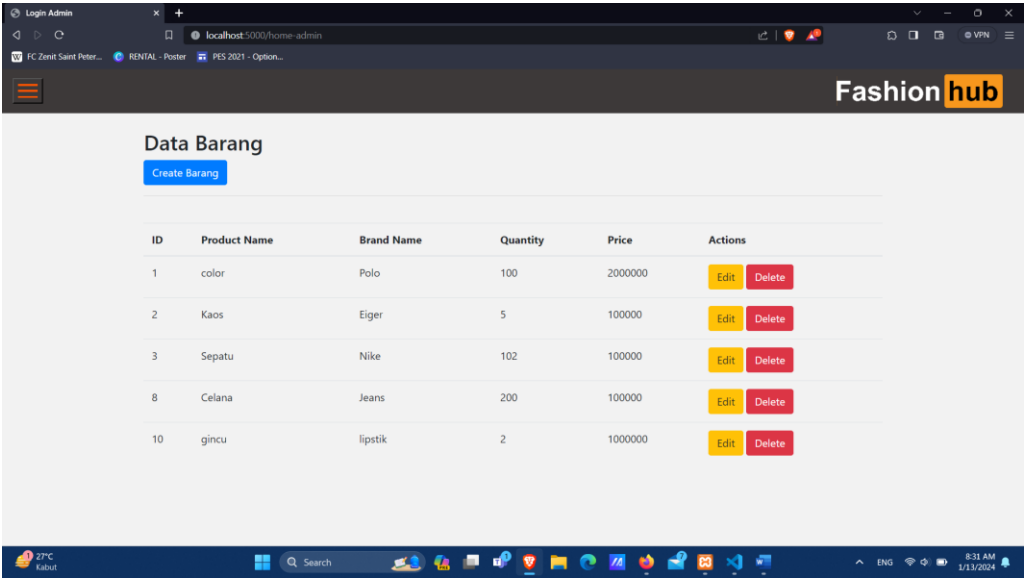 Login Admin
localhost:5000/home-admin
VPN
FC Zenit Saint Peter... RENTAL - Poster PES 2021 - Option...
Fashion hub
Data Barang
Create Barang
ID Product Name Brand Name Quantity Price Actions
1 color Polo 100 2000000 Edit Delete
2 Kaos Eiger 5 100000 Edit Delete
3 Sepatu Nike 102 100000 Edit Delete
8 Celana Jeans 200 100000 Edit Delete
10 gincu lipstik 2 1000000 Edit Delete
27°C
Kabut
Search
ENG
8:31 AM
1/13/2024